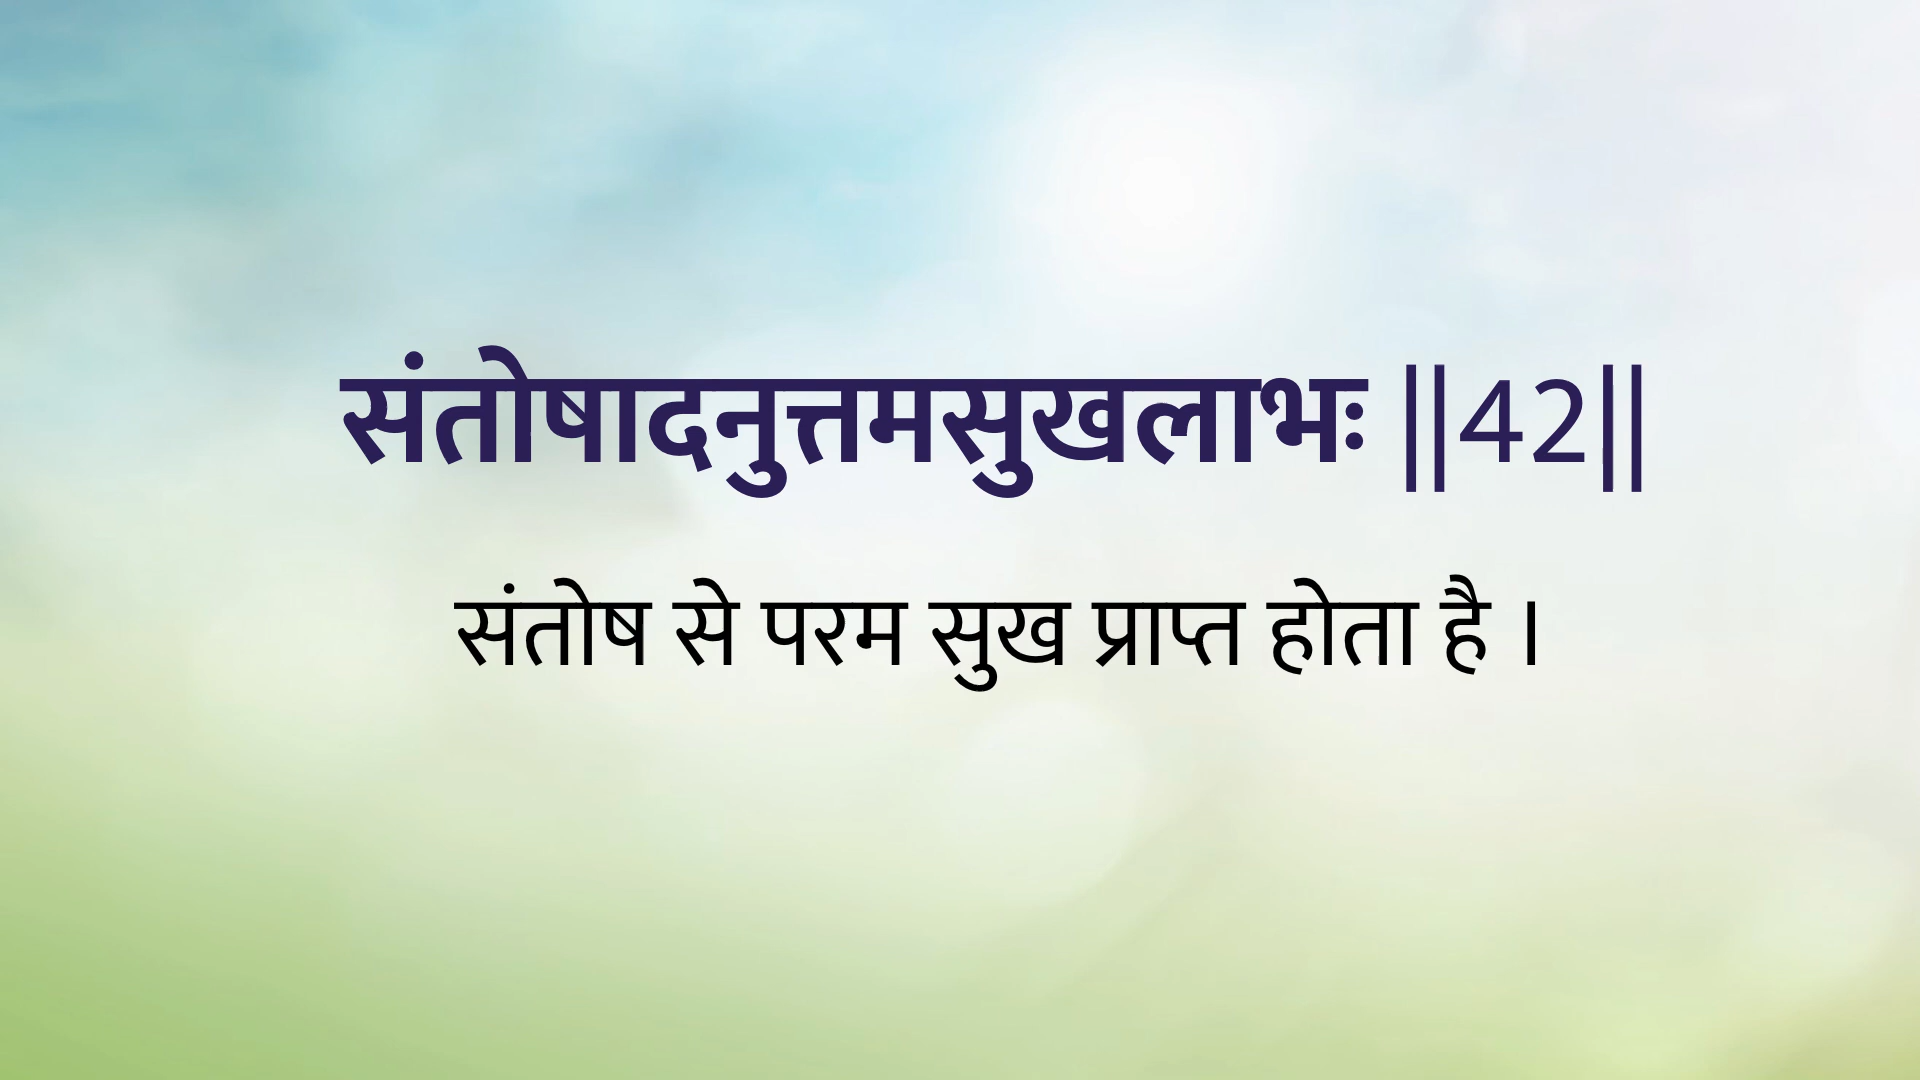 संतोषादनुत्तमसुखलाभः ||42||
संतोष से परम सुख प्राप्त होता है ।